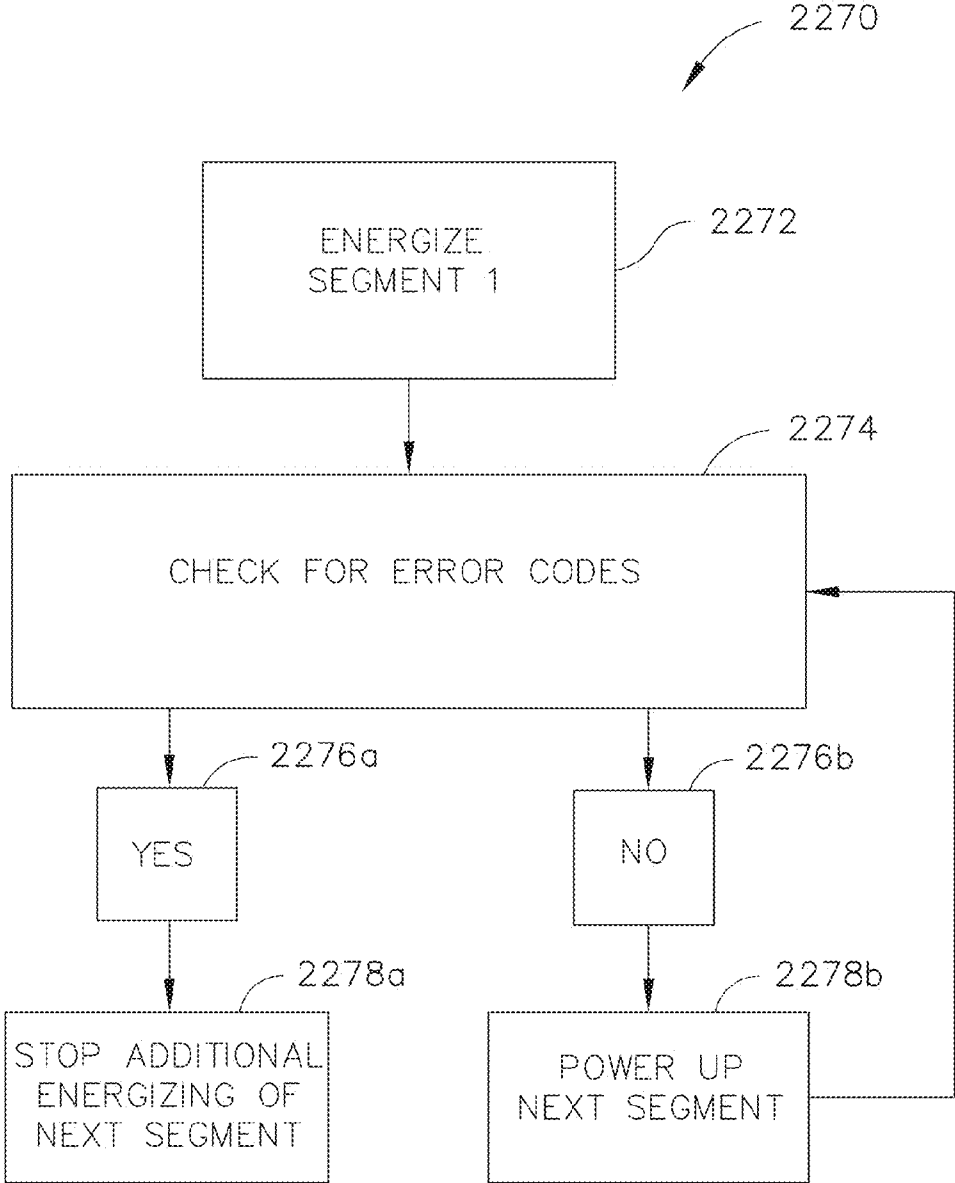 2270
ENERGIZE
SEGMENT 1
2272
2274
CHECK FOR ERROR CODES
2276a
2276b
YES
NO
2278a
2278b
STOP ADDITIONAL
ENERGIZING OF
NEXT SEGMENT
POWER UP
NEXT SEGMENT